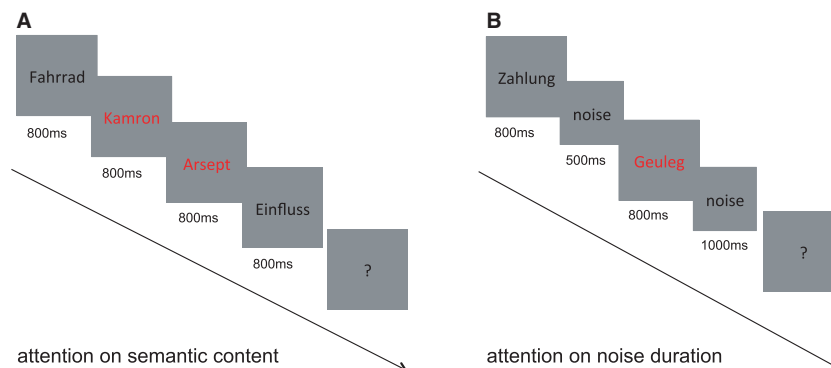 A
Fahrrad
800ms
Kamron
800ms
Arsept
800ms
Einfluss
800ms
?
attention on semantic content
B
Zahlung
800ms
noise
500ms
Geuleg
800ms
noise
1000ms
?
attention on noise duration